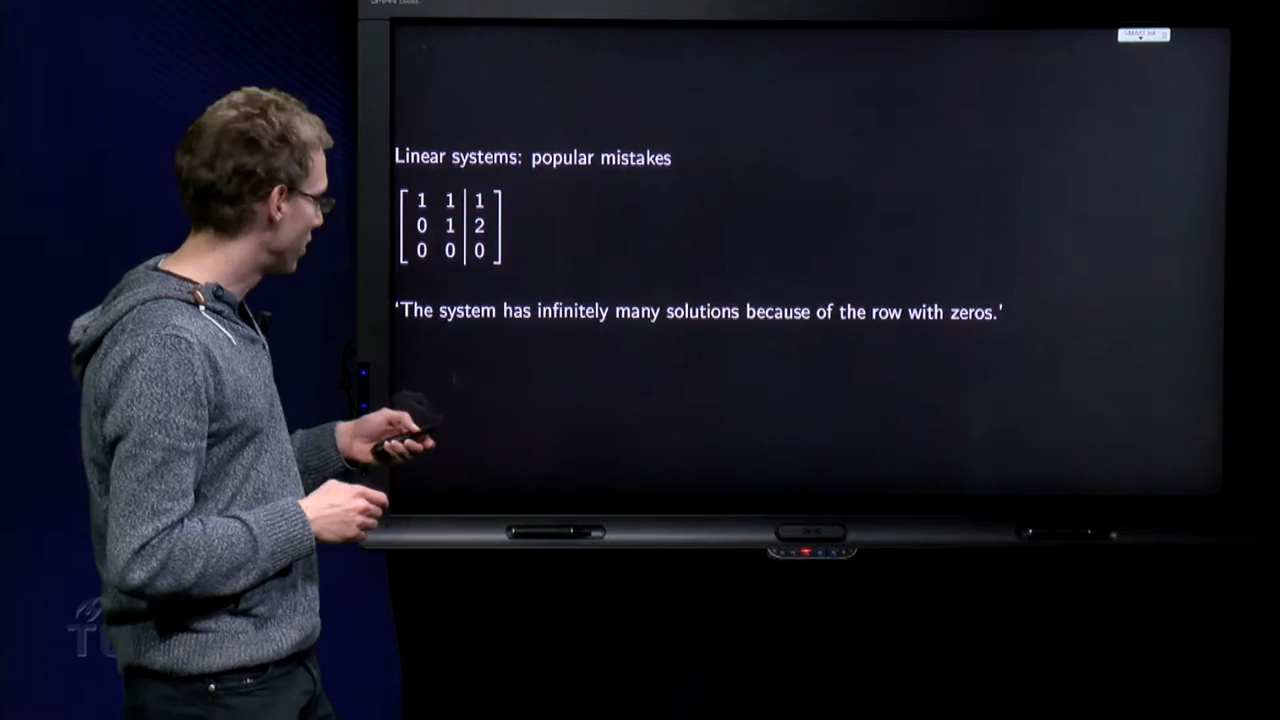 Linear systems: popular mistakes
1 1 | 1
0 1 | 2
0 0 | 0
‘The system has infinitely many solutions because of the row with zeros.’